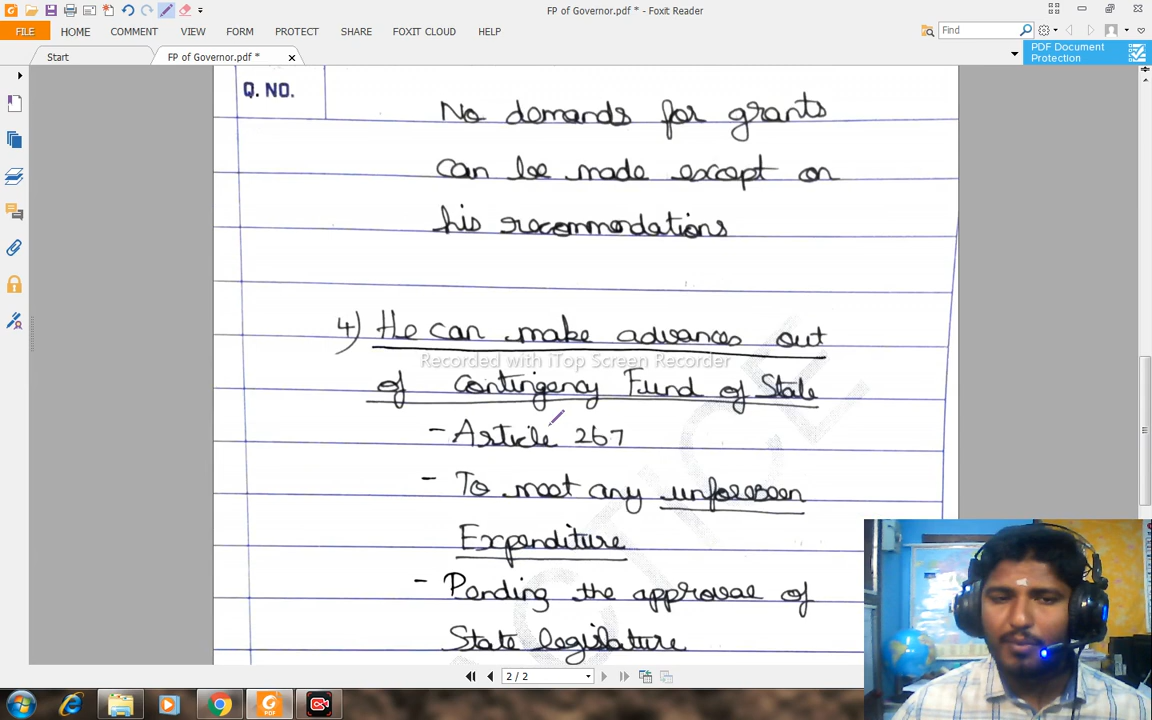 FP of Governor.pdf * - Foxit Reader
FILE HOME COMMENT VIEW FORM PROTECT SHARE FOXIT CLOUD HELP
Find
Start
FP of Governor.pdf *
PDF Document
Protection
Q. NO.
No demands for grants
can be made except on
his recommendations
4) He can make advances out
Recorded with iTop Screen Recorder
of Contingency Fund of State
- Article 267
- To meet any unforeseen
Expenditure
- Pending the approval of
State legislature
2 / 2